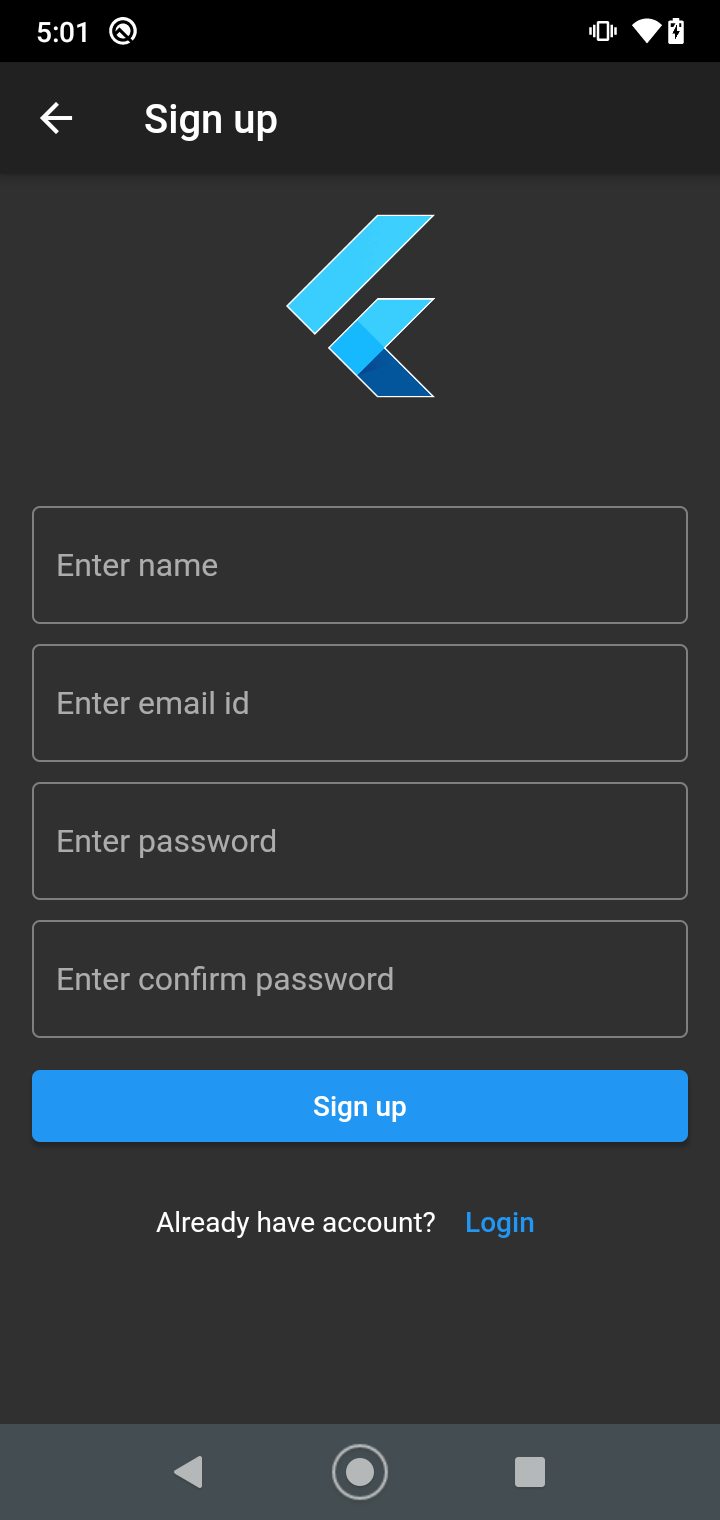 5:01
Sign up
Enter name
Enter email id
Enter password
Enter confirm password
Sign up
Already have account? Login